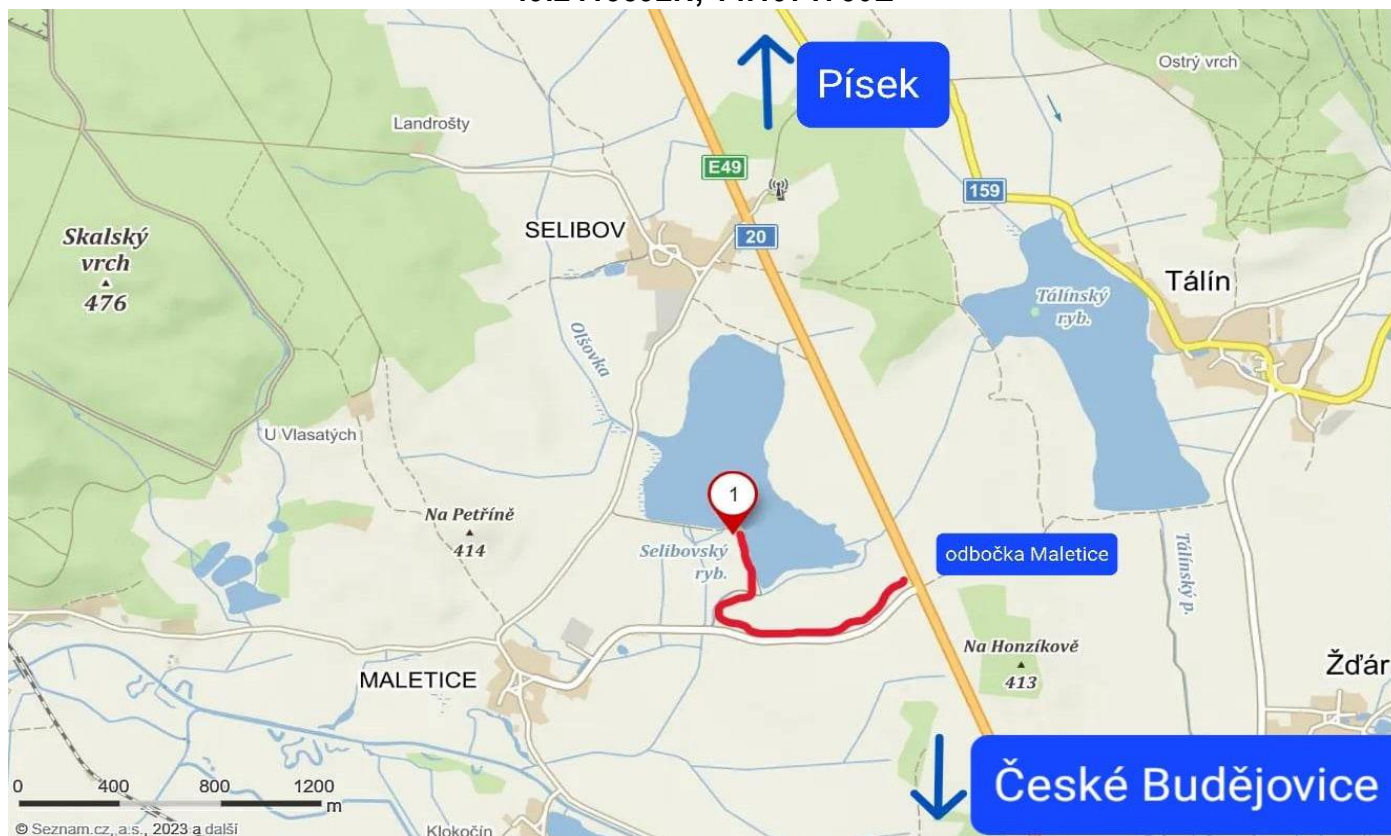 Písek
Ostrý vrch
Landrošty
E49
159
SELIBOV
20
Skalský
vrch
476
Tálín
Tálínský
ryb.
Olšovka
U Vlasatých
1
Na Petříně
414
Selibovský
ryb.
odbočka Maletice
Tálínský p.
Na Honzíkově
413
Žďár
MALETICE
České Budějovice
0 400 800 1200
m
© Seznam.cz, a.s., 2023 a další
Klokočín